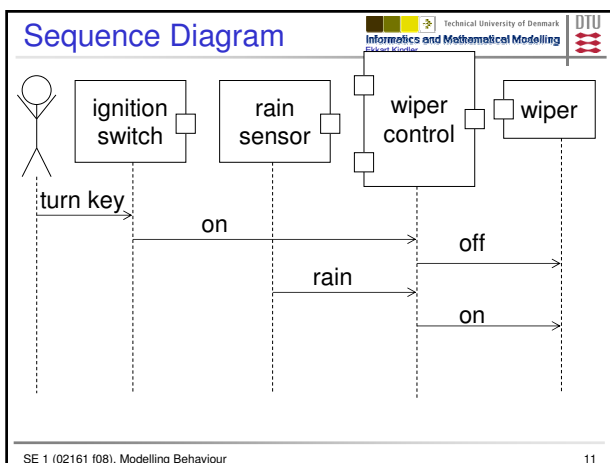 Sequence Diagram
Technical University of Denmark
DTU
Informatics and Mathematical Modelling
Ekkart Kindler
ignition
switch
rain
sensor
wiper
control
wiper
turn key
on
off
rain
on
SE 1 (02161 f08), Modelling Behaviour
11